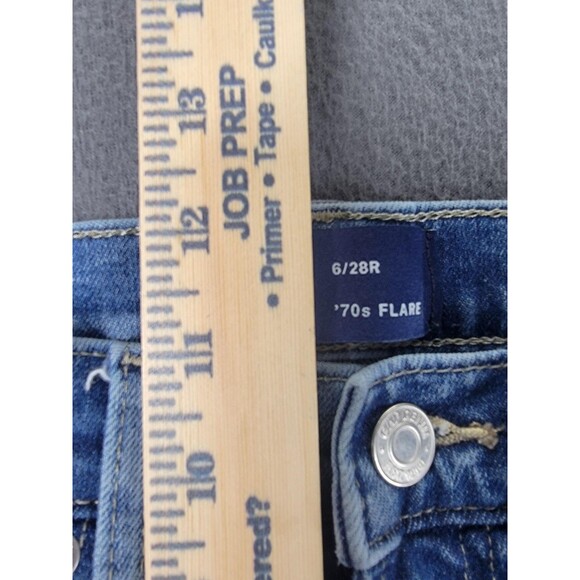 13
12
11
10
JOB PREP
• Primer • Tape • Caulk
ered?
6/28R
'70s FLARE